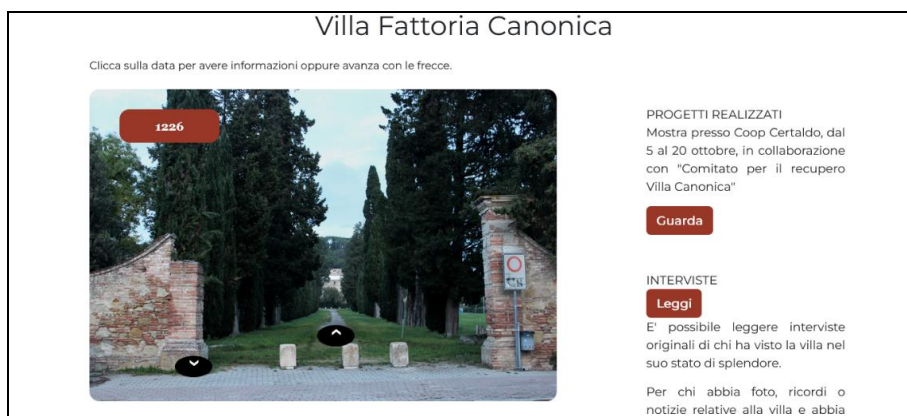 Villa Fattoria Canonica
Clicca sulla data per avere informazioni oppure avanza con le frecce.
1226
PROGETTI REALIZZATI
Mostra presso Coop Certaldo, dal
5 al 20 ottobre, in collaborazione
con "Comitato per il recupero
Villa Canonica"
Guarda
INTERVISTE
Leggi
E' possibile leggere interviste
originali di chi ha visto la villa nel
suo stato di splendore.
Per chi abbia foto, ricordi o
notizie relative alla villa e abbia